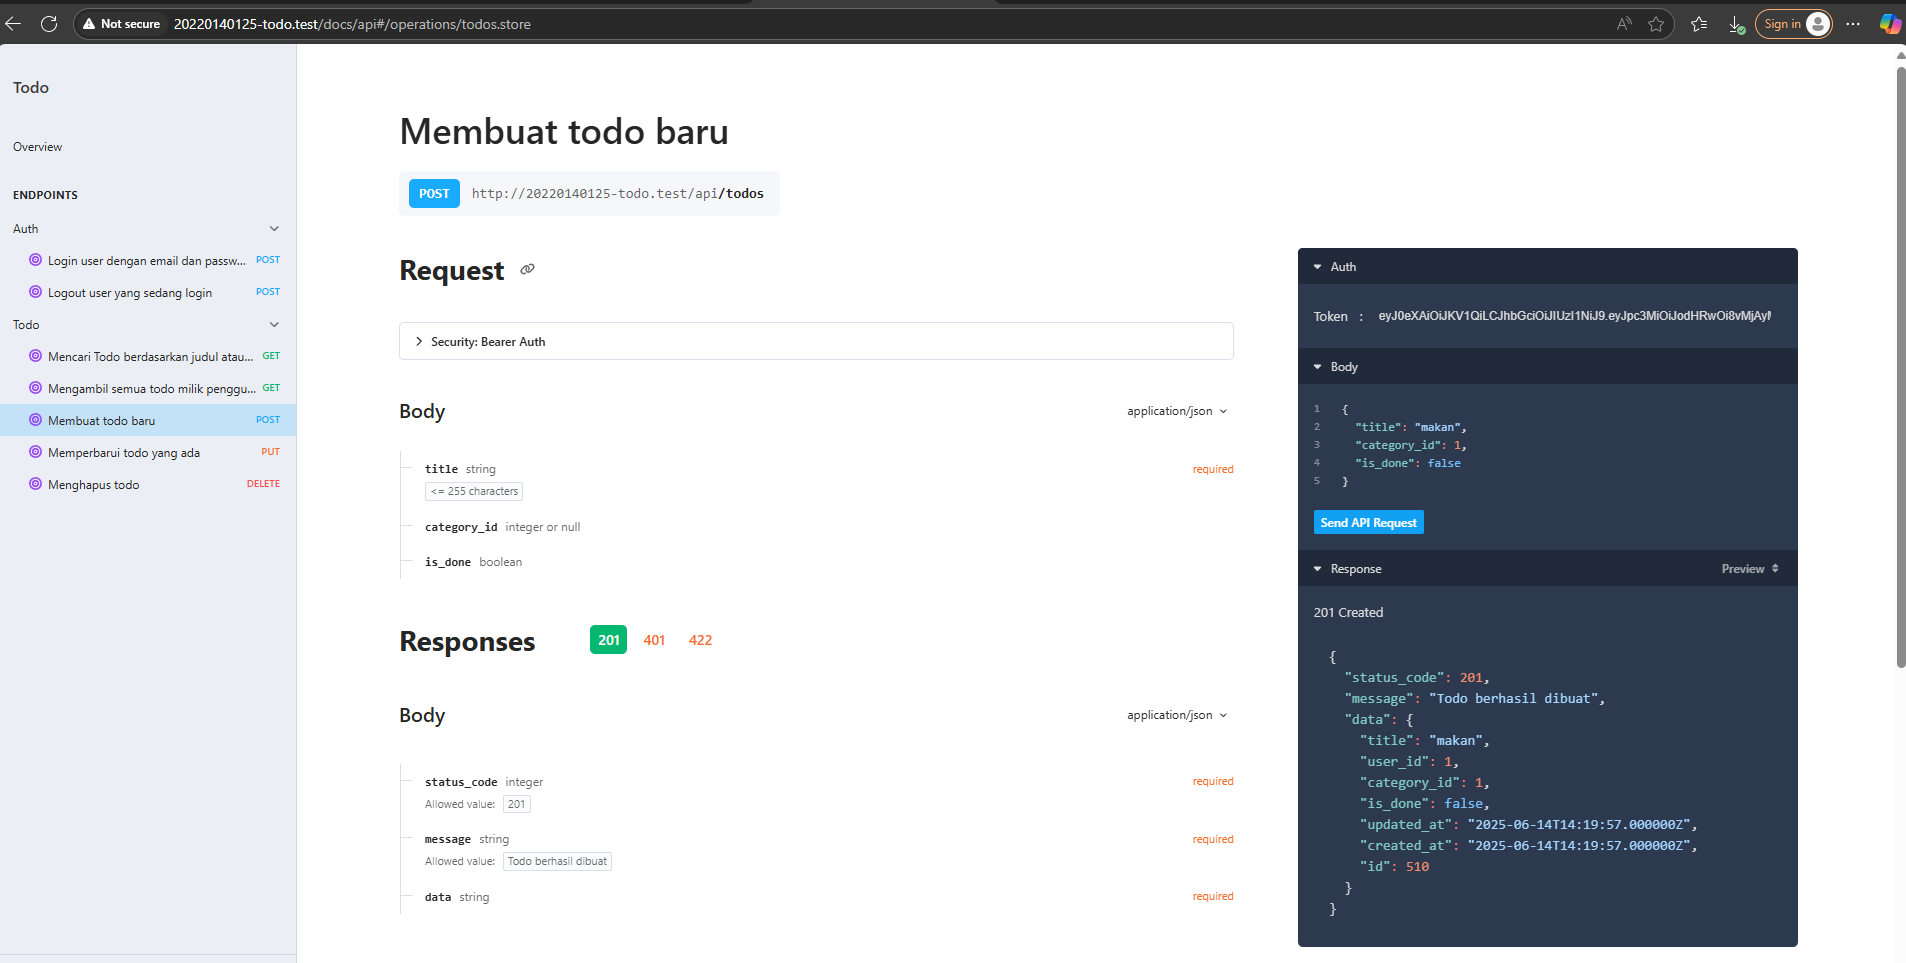 Not secure 20220140125-todo.test/docs/api#/operations/todos.store
Sign in
Todo
Overview
ENDPOINTS
Auth
Login user dengan email dan passw... POST
Logout user yang sedang login POST
Todo
Mencari Todo berdasarkan judul atau... GET
Mengambil semua todo milik penggu... GET
Membuat todo baru POST
Memperbarui todo yang ada PUT
Menghapus todo DELETE
Membuat todo baru
POST http://20220140125-todo.test/api/todos
Request
Security: Bearer Auth
Body application/json
title string required
<= 255 characters
category_id integer or null
is_done boolean
Responses 201 401 422
Body application/json
status_code integer required
Allowed value: 201
message string required
Allowed value: Todo berhasil dibuat
data string required
Auth
Token :
Body
1 {
2 "title": "makan",
3 "category_id": 1,
4 "is_done": false
5 }
Send API Request
Response Preview
201 Created
{
"status_code": 201,
"message": "Todo berhasil dibuat",
"data": {
"title": "makan",
"user_id": 1,
"category_id": 1,
"is_done": false,
"updated_at": "2025-06-14T14:19:57.000000Z",
"created_at": "2025-06-14T14:19:57.000000Z",
"id": 510
}
}